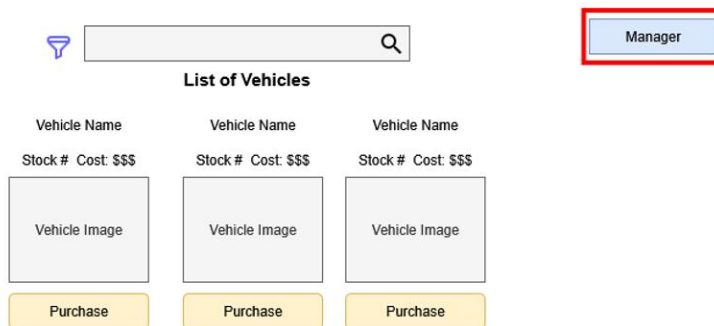 Manager
List of Vehicles
Vehicle Name Vehicle Name Vehicle Name
Stock # Cost: $$$ Stock # Cost: $$$ Stock # Cost: $$$
Vehicle Image Vehicle Image Vehicle Image
Purchase Purchase Purchase